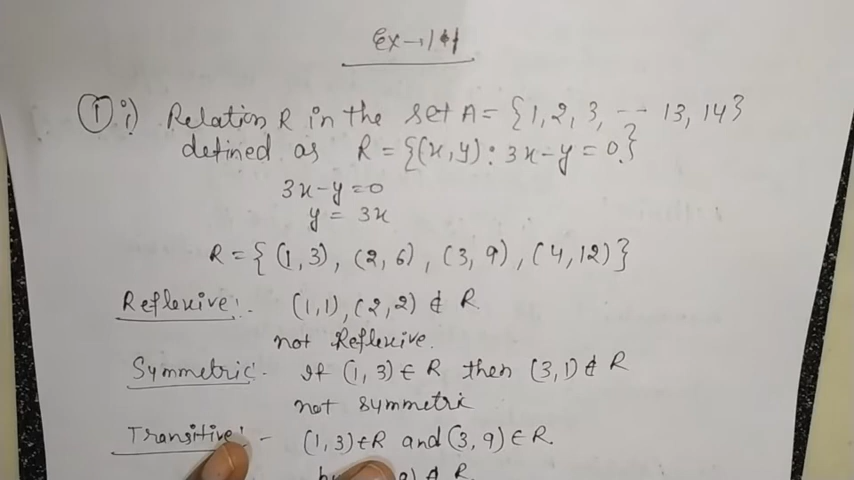 Ex→1.1
① i) Relation R in the set A = {1, 2, 3, --- 13, 14}
defined as R = {(x, y) : 3x - y = 0}
3x - y = 0
y = 3x
R = { (1, 3), (2, 6), (3, 9), (4, 12) }
Reflexive:- (1, 1), (2, 2) ∉ R
not Reflexive.
Symmetric- If (1, 3) ∈ R then (3, 1) ∉ R
not symmetric
Transitive:- (1, 3) ∈ R and (3, 9) ∈ R.
9) ∉ R